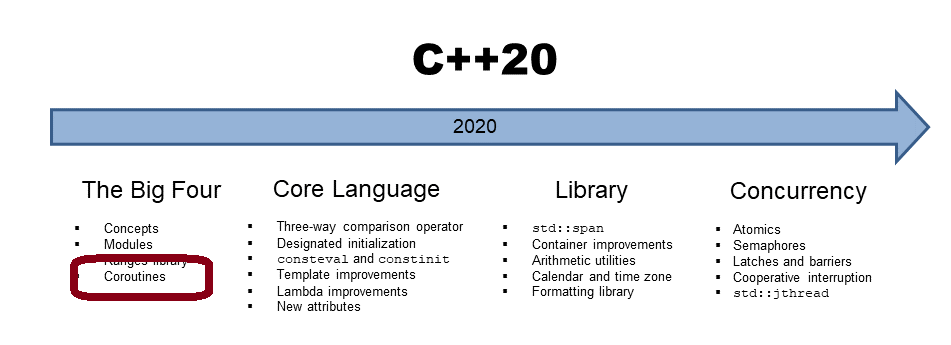 C++20
2020
The Big Four
Concepts
Modules
Ranges library
Coroutines
Core Language
Three-way comparison operator
Designated initialization
consteval and constinit
Template improvements
Lambda improvements
New attributes
Library
std::span
Container improvements
Arithmetic utilities
Calendar and time zone
Formatting library
Concurrency
Atomics
Semaphores
Latches and barriers
Cooperative interruption
std::jthread